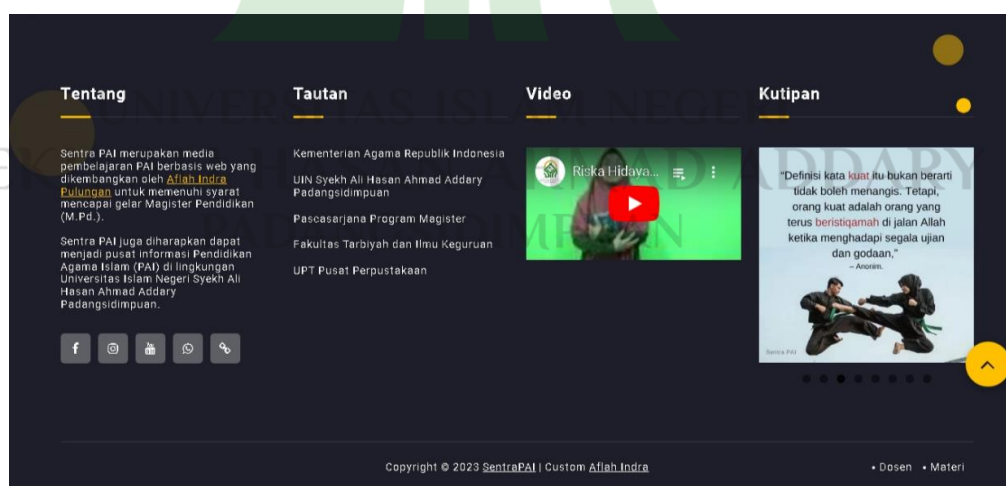 Tentang
Sentra PAI merupakan media
pembelajaran PAI berbasis web yang
dikembangkan oleh Aflah Indra
Pulungan untuk memenuhi syarat
mencapai gelar Magister Pendidikan
(M.Pd.).
Sentra PAI juga diharapkan dapat
menjadi pusat informasi Pendidikan
Agama Islam (PAI) di lingkungan
Universitas Islam Negeri Syekh Ali
Hasan Ahmad Addary
Padangsidimpuan.
Tautan
Kementerian Agama Republik Indonesia
UIN Syekh Ali Hasan Ahmad Addary
Padangsidimpuan
Pascasarjana Program Magister
Fakultas Tarbiyah dan Ilmu Keguruan
UPT Pusat Perpustakaan
Video
Riska Hidaya...
Kutipan
“Definisi kata kuat itu bukan berarti
tidak boleh menangis. Tetapi,
orang kuat adalah orang yang
terus beristiqamah di jalan Allah
ketika menghadapi segala ujian
dan godaan,”
– Anonim.
Sentra PAI
Copyright © 2023 SentraPAI | Custom Aflah Indra
• Dosen • Materi